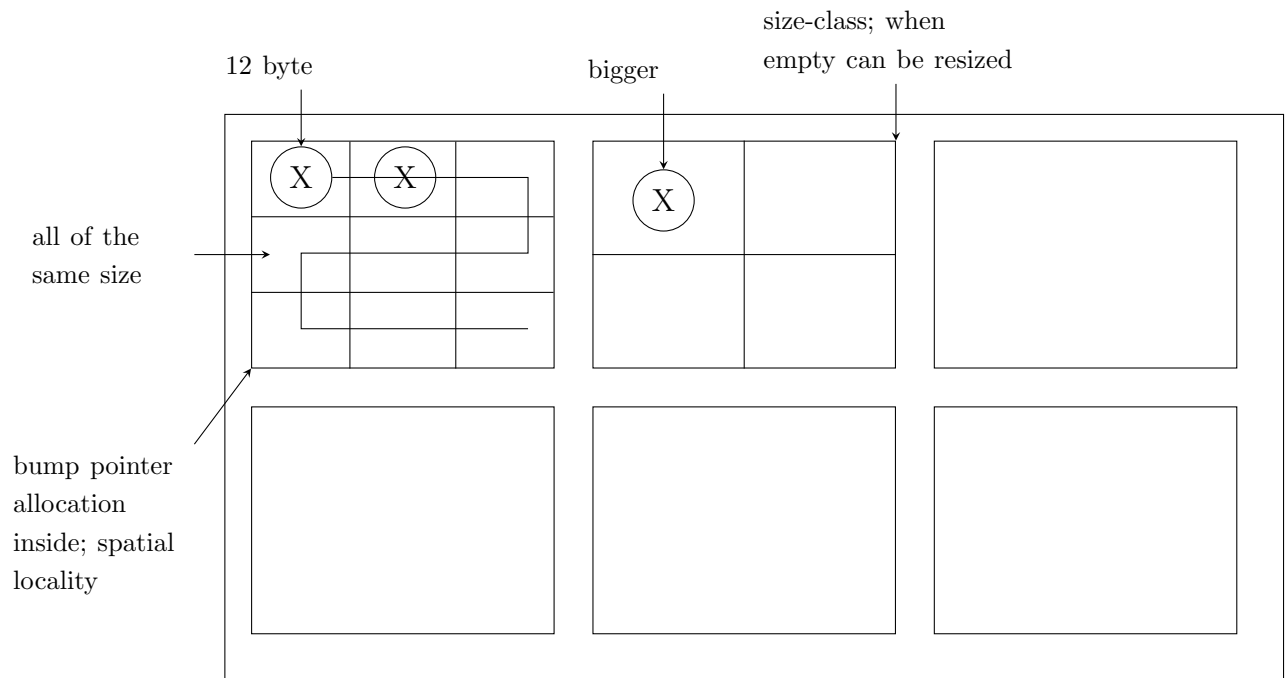 size-class; when
empty can be resized
12 byte
bigger
X
X
X
all of the
same size
bump pointer
allocation
inside; spatial
locality